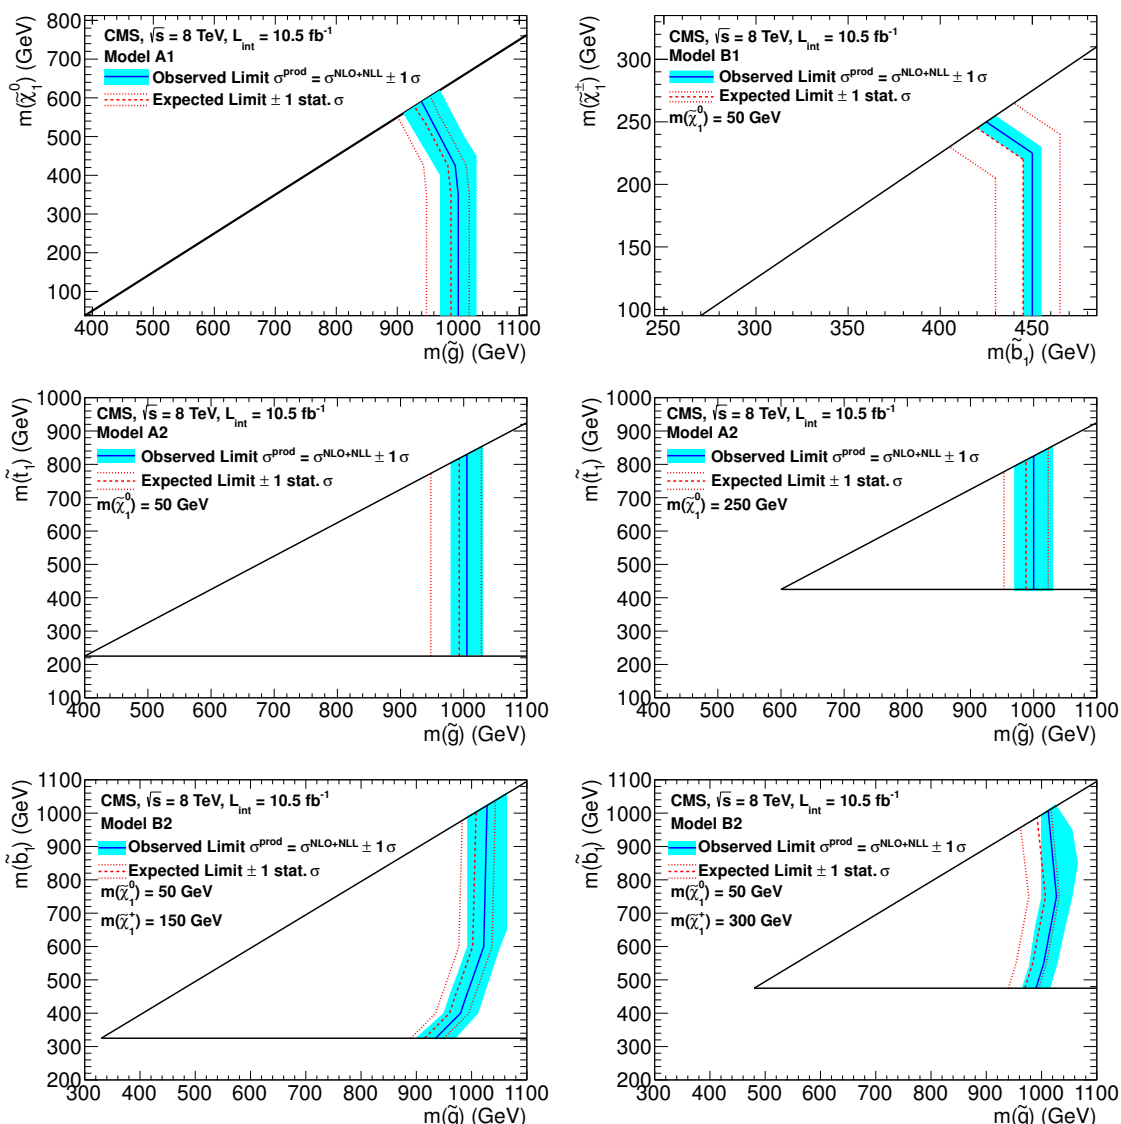 CMS, √s = 8 TeV, L_int = 10.5 fb⁻¹
Model A1
Observed Limit σ^prod = σ^NLO+NLL ± 1 σ
Expected Limit ± 1 stat. σ
m(χ̃₁⁰) (GeV)
800
700
600
500
400
300
200
100
400 500 600 700 800 900 1000 1100
m(g̃) (GeV)
CMS, √s = 8 TeV, L_int = 10.5 fb⁻¹
Model B1
Observed Limit σ^prod = σ^NLO+NLL ± 1 σ
Expected Limit ± 1 stat. σ
m(χ̃₁⁰) = 50 GeV
m(χ̃₁^±) (GeV)
300
250
200
150
100
250 300 350 400 450
m(b̃₁) (GeV)
CMS, √s = 8 TeV, L_int = 10.5 fb⁻¹
Model A2
Observed Limit σ^prod = σ^NLO+NLL ± 1 σ
Expected Limit ± 1 stat. σ
m(χ̃₁⁰) = 50 GeV
m(t̃₁) (GeV)
1000
900
800
700
600
500
400
300
200
100
400 500 600 700 800 900 1000 1100
m(g̃) (GeV)
CMS, √s = 8 TeV, L_int = 10.5 fb⁻¹
Model A2
Observed Limit σ^prod = σ^NLO+NLL ± 1 σ
Expected Limit ± 1 stat. σ
m(χ̃₁⁰) = 250 GeV
m(t̃₁) (GeV)
1000
900
800
700
600
500
400
300
200
100
400 500 600 700 800 900 1000 1100
m(g̃) (GeV)
CMS, √s = 8 TeV, L_int = 10.5 fb⁻¹
Model B2
Observed Limit σ^prod = σ^NLO+NLL ± 1 σ
Expected Limit ± 1 stat. σ
m(χ̃₁⁰) = 50 GeV
m(χ̃₁⁺) = 150 GeV
m(b̃₁) (GeV)
1100
1000
900
800
700
600
500
400
300
200
300 400 500 600 700 800 900 1000 1100
m(g̃) (GeV)
CMS, √s = 8 TeV, L_int = 10.5 fb⁻¹
Model B2
Observed Limit σ^prod = σ^NLO+NLL ± 1 σ
Expected Limit ± 1 stat. σ
m(χ̃₁⁰) = 50 GeV
m(χ̃₁⁺) = 300 GeV
m(b̃₁) (GeV)
1100
1000
900
800
700
600
500
400
300
200
300 400 500 600 700 800 900 1000 1100
m(g̃) (GeV)